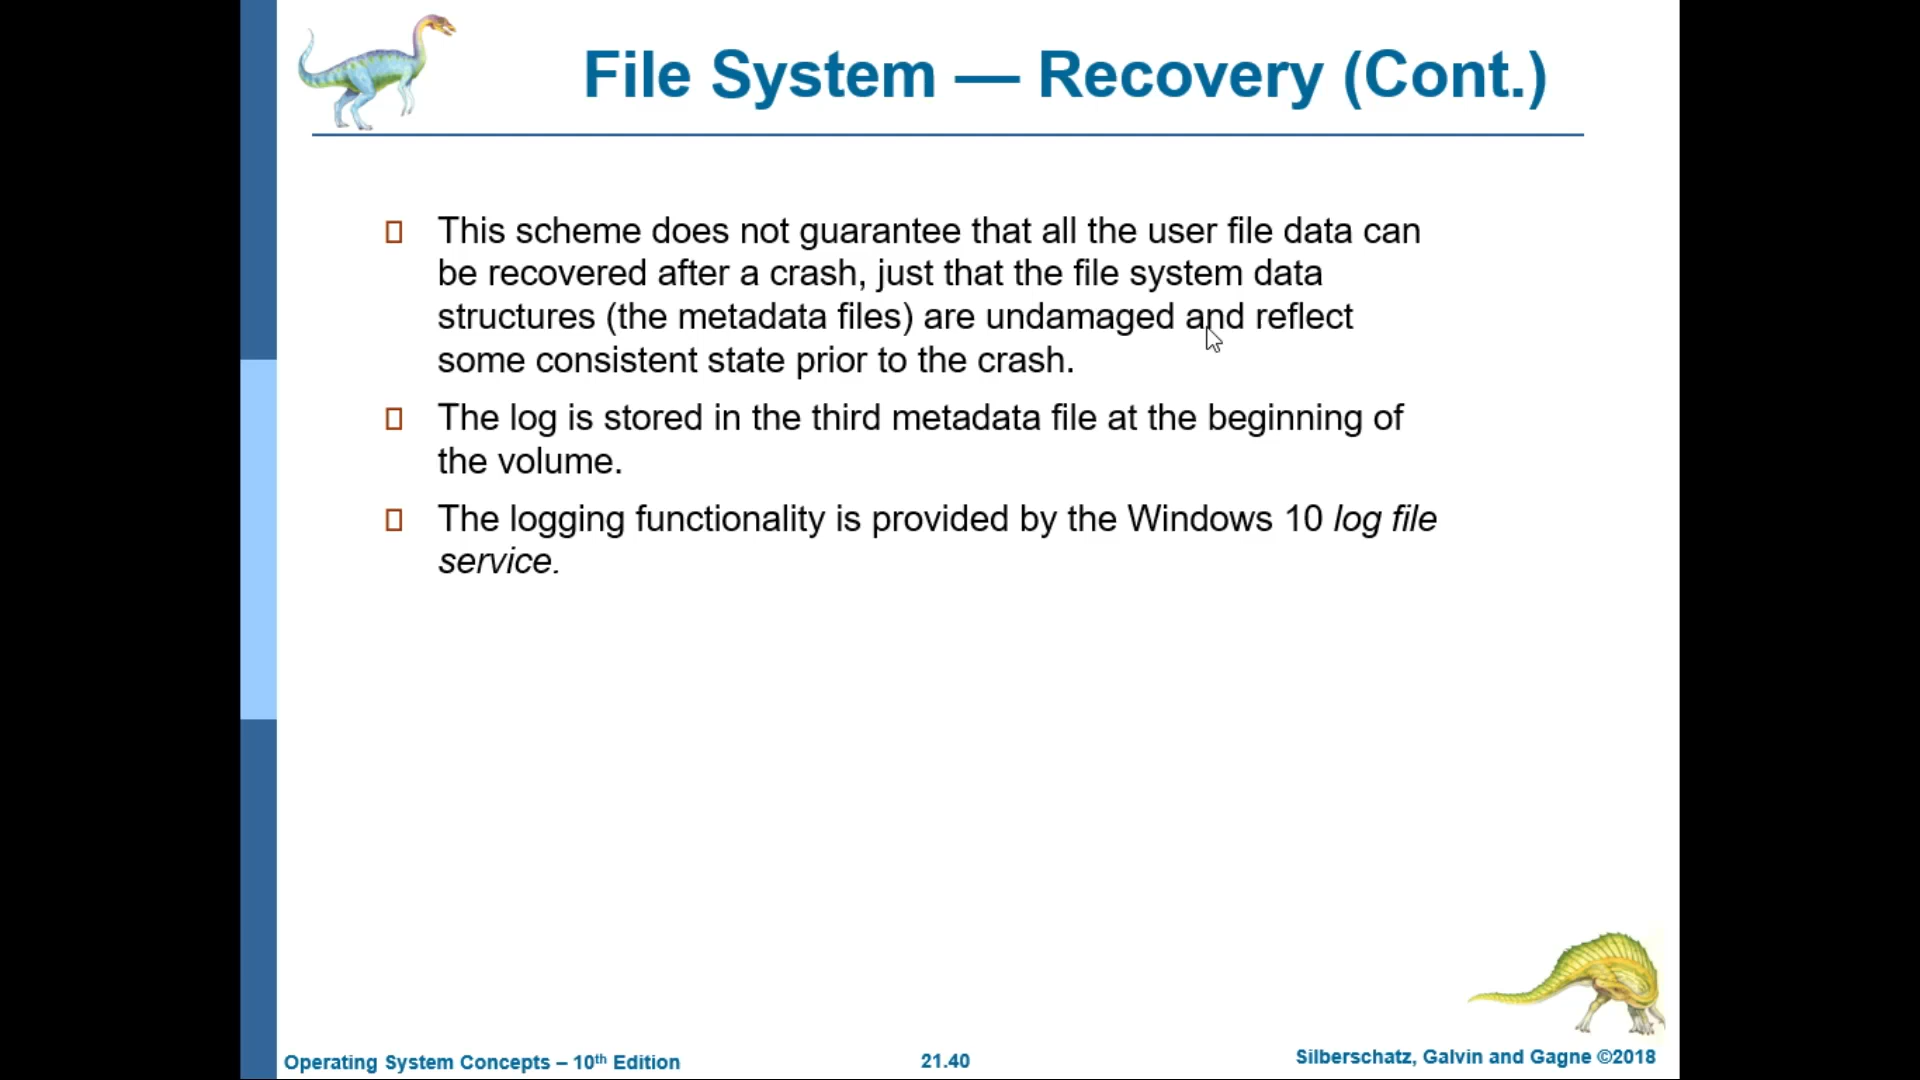 File System — Recovery (Cont.)
This scheme does not guarantee that all the user file data can
be recovered after a crash, just that the file system data
structures (the metadata files) are undamaged and reflect
some consistent state prior to the crash.
The log is stored in the third metadata file at the beginning of
the volume.
The logging functionality is provided by the Windows 10 log file
service.
Operating System Concepts – 10th Edition
21.40
Silberschatz, Galvin and Gagne ©2018